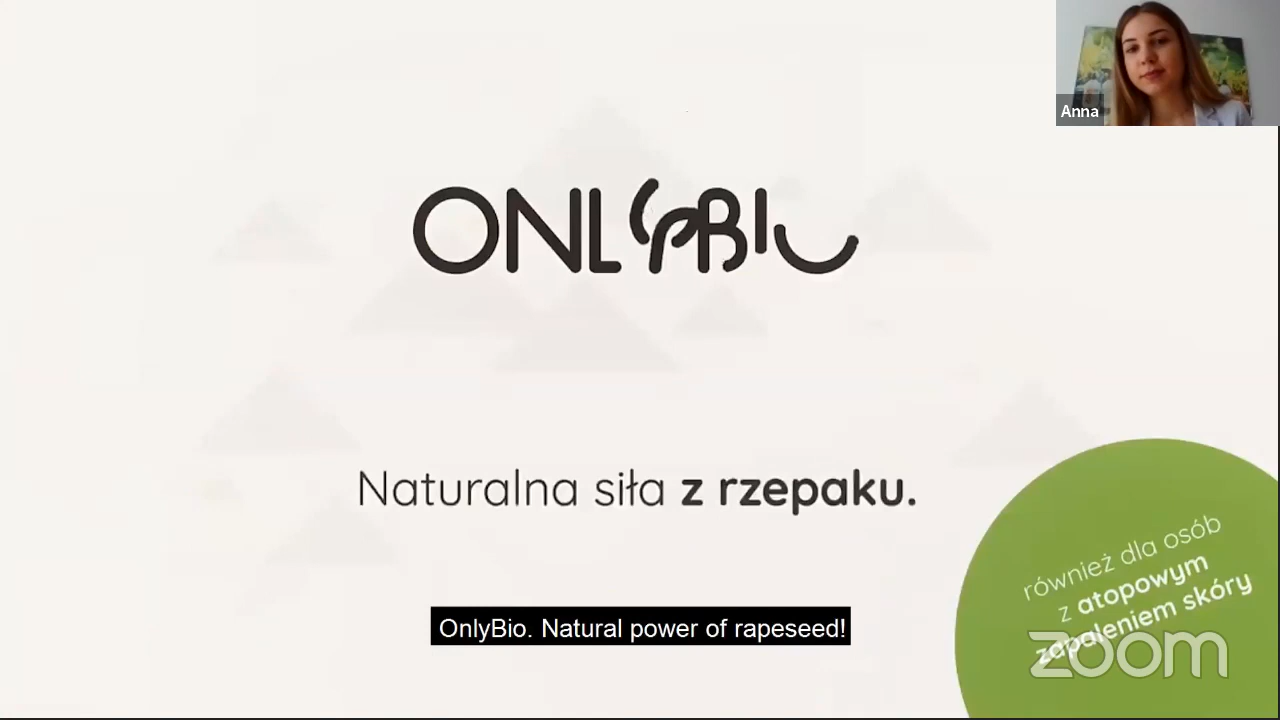 Anna
ONLYBIO
Naturalna siła z rzepaku.
również dla osób
z atopowym
zapaleniem skóry
OnlyBio. Natural power of rapeseed!
zoom